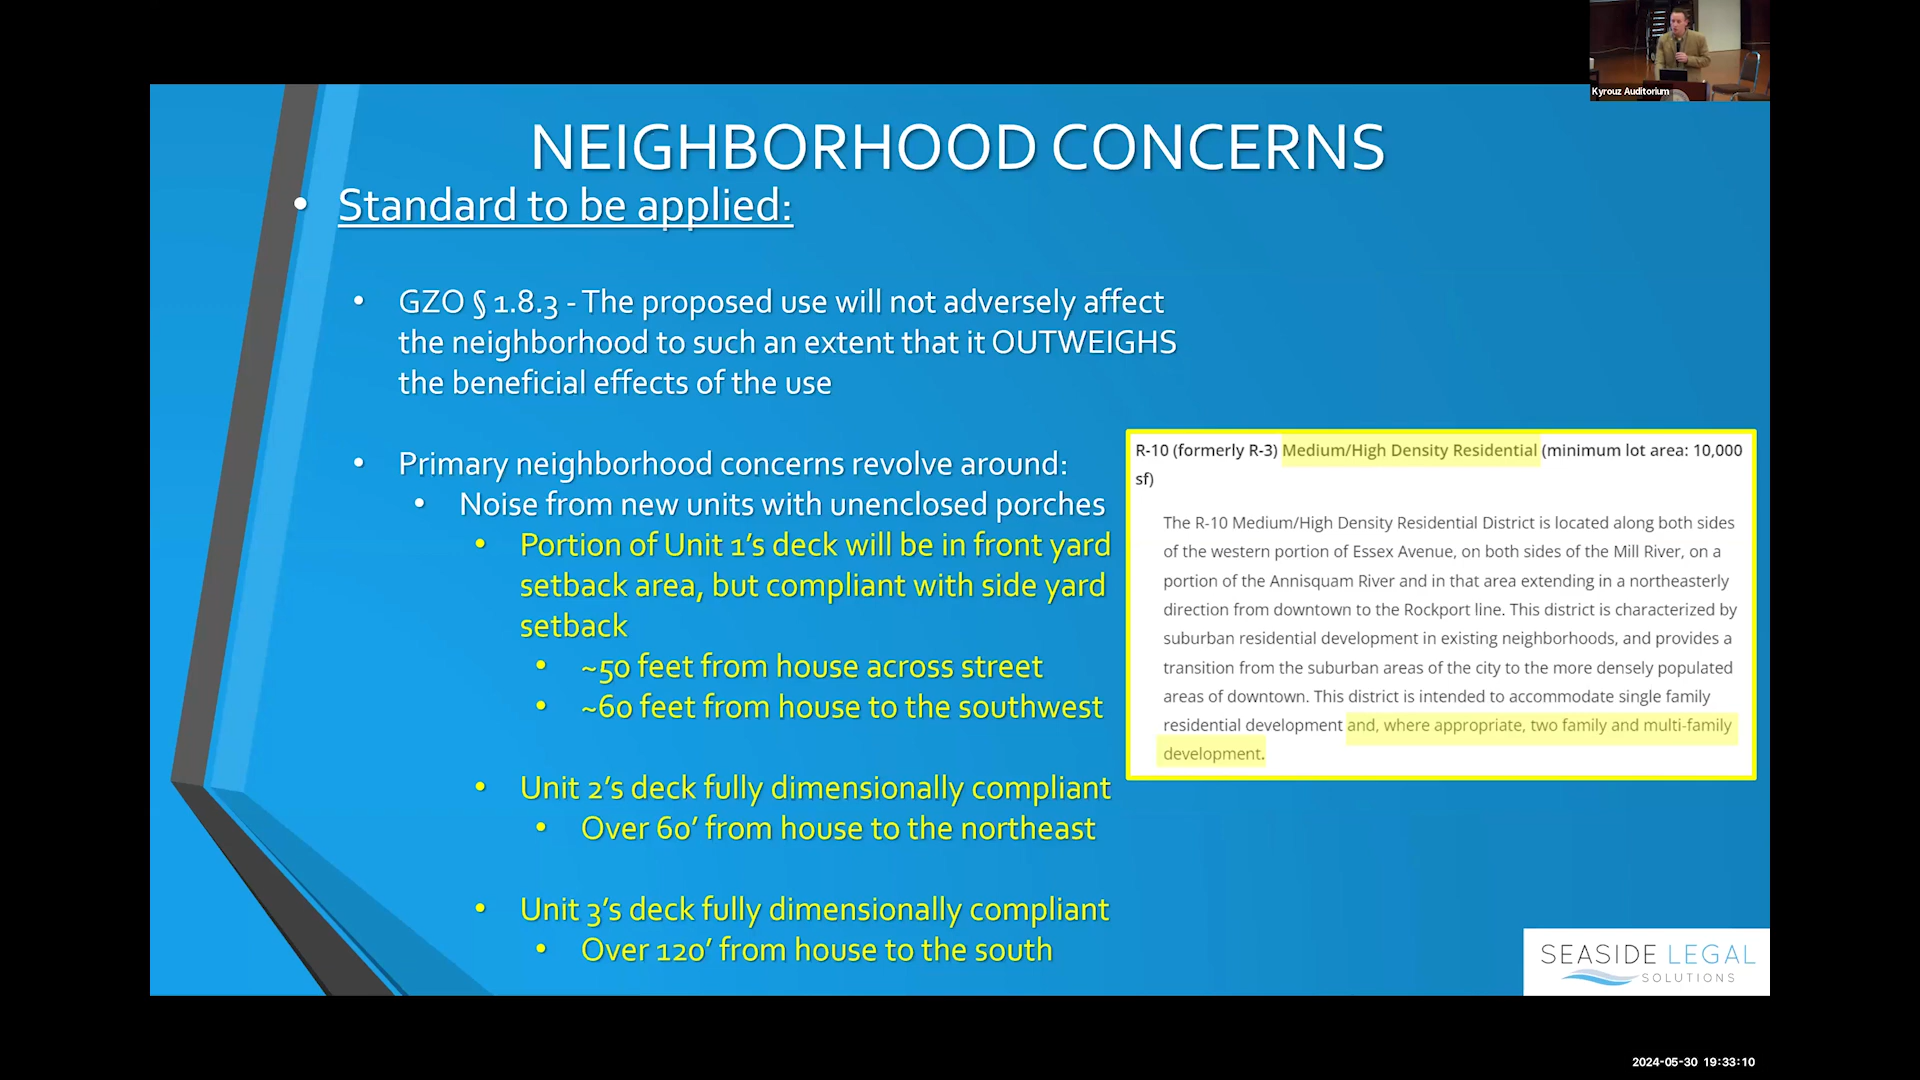 Kyrouz Auditorium
NEIGHBORHOOD CONCERNS
• Standard to be applied:
• GZO § 1.8.3 - The proposed use will not adversely affect
the neighborhood to such an extent that it OUTWEIGHS
the beneficial effects of the use
• Primary neighborhood concerns revolve around:
• Noise from new units with unenclosed porches
• Portion of Unit 1's deck will be in front yard
setback area, but compliant with side yard
setback
• ~50 feet from house across street
• ~60 feet from house to the southwest
• Unit 2's deck fully dimensionally compliant
• Over 60' from house to the northeast
• Unit 3's deck fully dimensionally compliant
• Over 120' from house to the south
R-10 (formerly R-3) Medium/High Density Residential (minimum lot area: 10,000
sf)
The R-10 Medium/High Density Residential District is located along both sides
of the western portion of Essex Avenue, on both sides of the Mill River, on a
portion of the Annisquam River and in that area extending in a northeasterly
direction from downtown to the Rockport line. This district is characterized by
suburban residential development in existing neighborhoods, and provides a
transition from the suburban areas of the city to the more densely populated
areas of downtown. This district is intended to accommodate single family
residential development and, where appropriate, two family and multi-family
development.
SEASIDE LEGAL
SOLUTIONS
2024-05-30 19:33:10